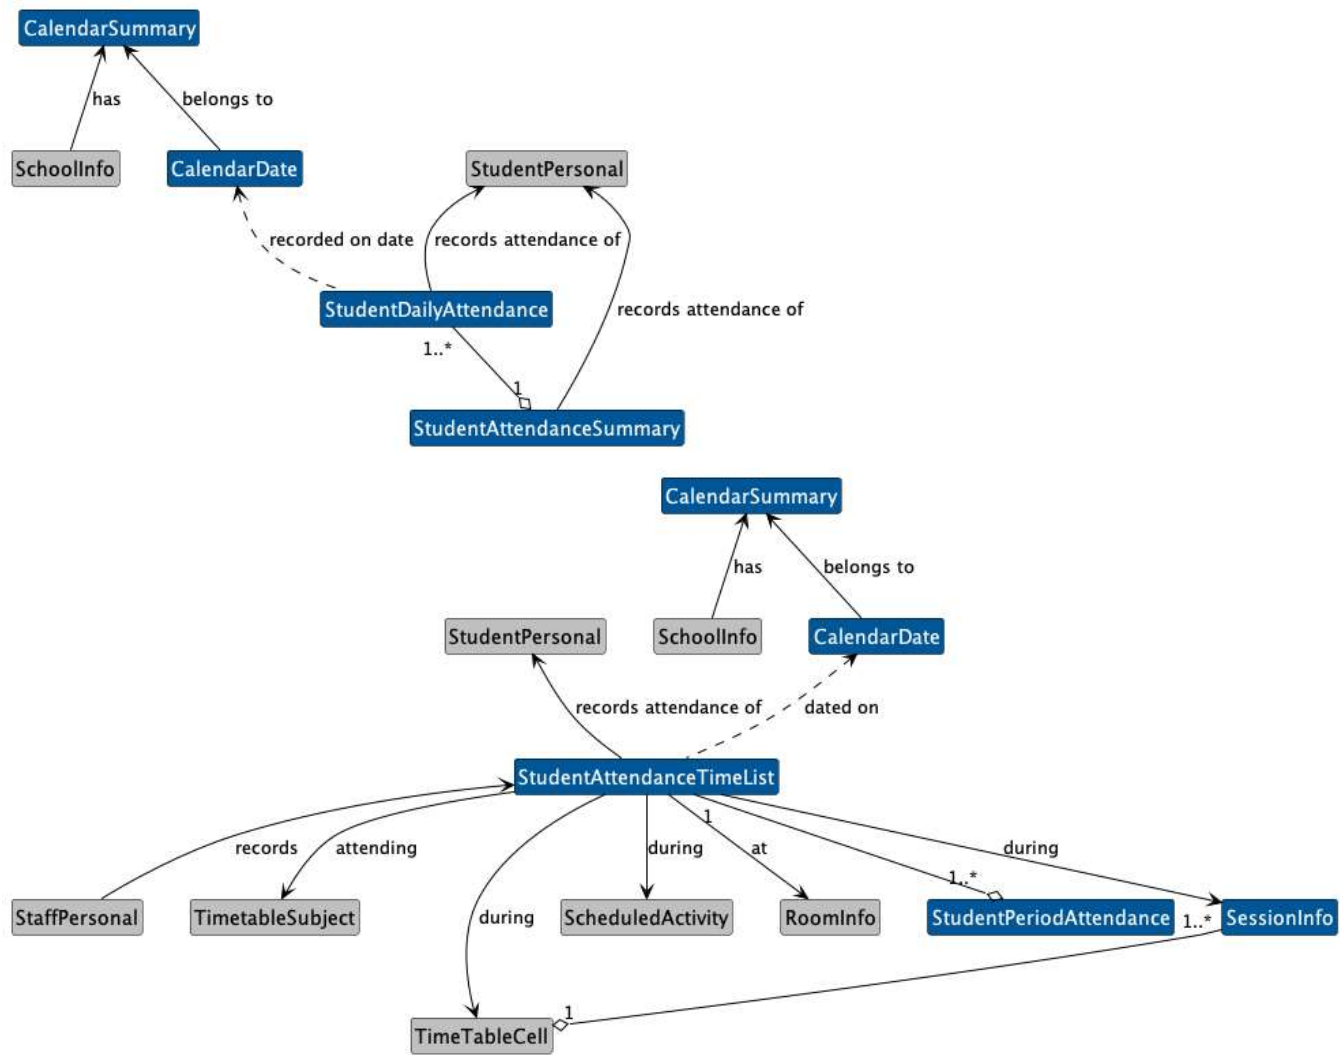 CalendarSummary
has
belongs to
SchoolInfo
CalendarDate
StudentPersonal
recorded on date
records attendance of
StudentDailyAttendance
records attendance of
1..*
1
StudentAttendanceSummary
CalendarSummary
has
belongs to
StudentPersonal
SchoolInfo
CalendarDate
records attendance of
dated on
StudentAttendanceTimeList
1
records
attending
during
at
during
1..*
StaffPersonal
TimetableSubject
during
ScheduledActivity
RoomInfo
StudentPeriodAttendance
1..*
SessionInfo
1
TimeTableCell